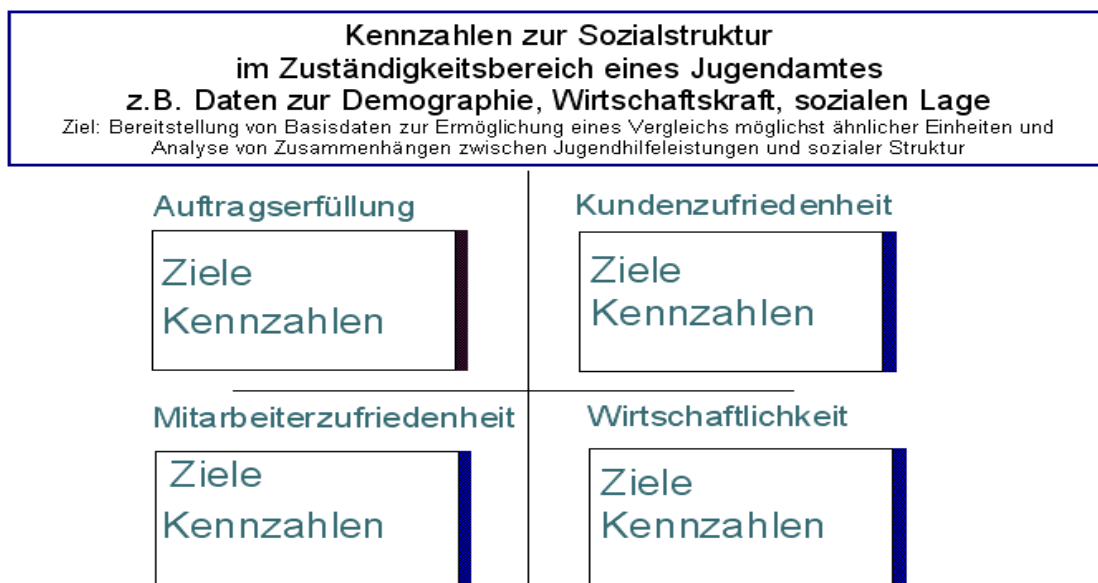 Kennzahlen zur Sozialstruktur
im Zuständigkeitsbereich eines Jugendamtes
z.B. Daten zur Demographie, Wirtschaftskraft, sozialen Lage
Ziel: Bereitstellung von Basisdaten zur Ermöglichung eines Vergleichs möglichst ähnlicher Einheiten und
Analyse von Zusammenhängen zwischen Jugendhilfeleistungen und sozialer Struktur
Auftragserfüllung
Ziele
Kennzahlen
Kundenzufriedenheit
Ziele
Kennzahlen
Mitarbeiterzufriedenheit
Ziele
Kennzahlen
Wirtschaftlichkeit
Ziele
Kennzahlen